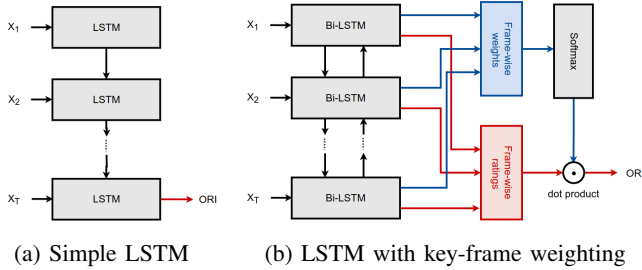 X1
LSTM
X2
LSTM
XT
LSTM
ORI
(a) Simple LSTM
X1
Bi-LSTM
X2
Bi-LSTM
XT
Bi-LSTM
Frame-wise
weights
Softmax
Frame-wise
ratings
dot product
OR
(b) LSTM with key-frame weighting